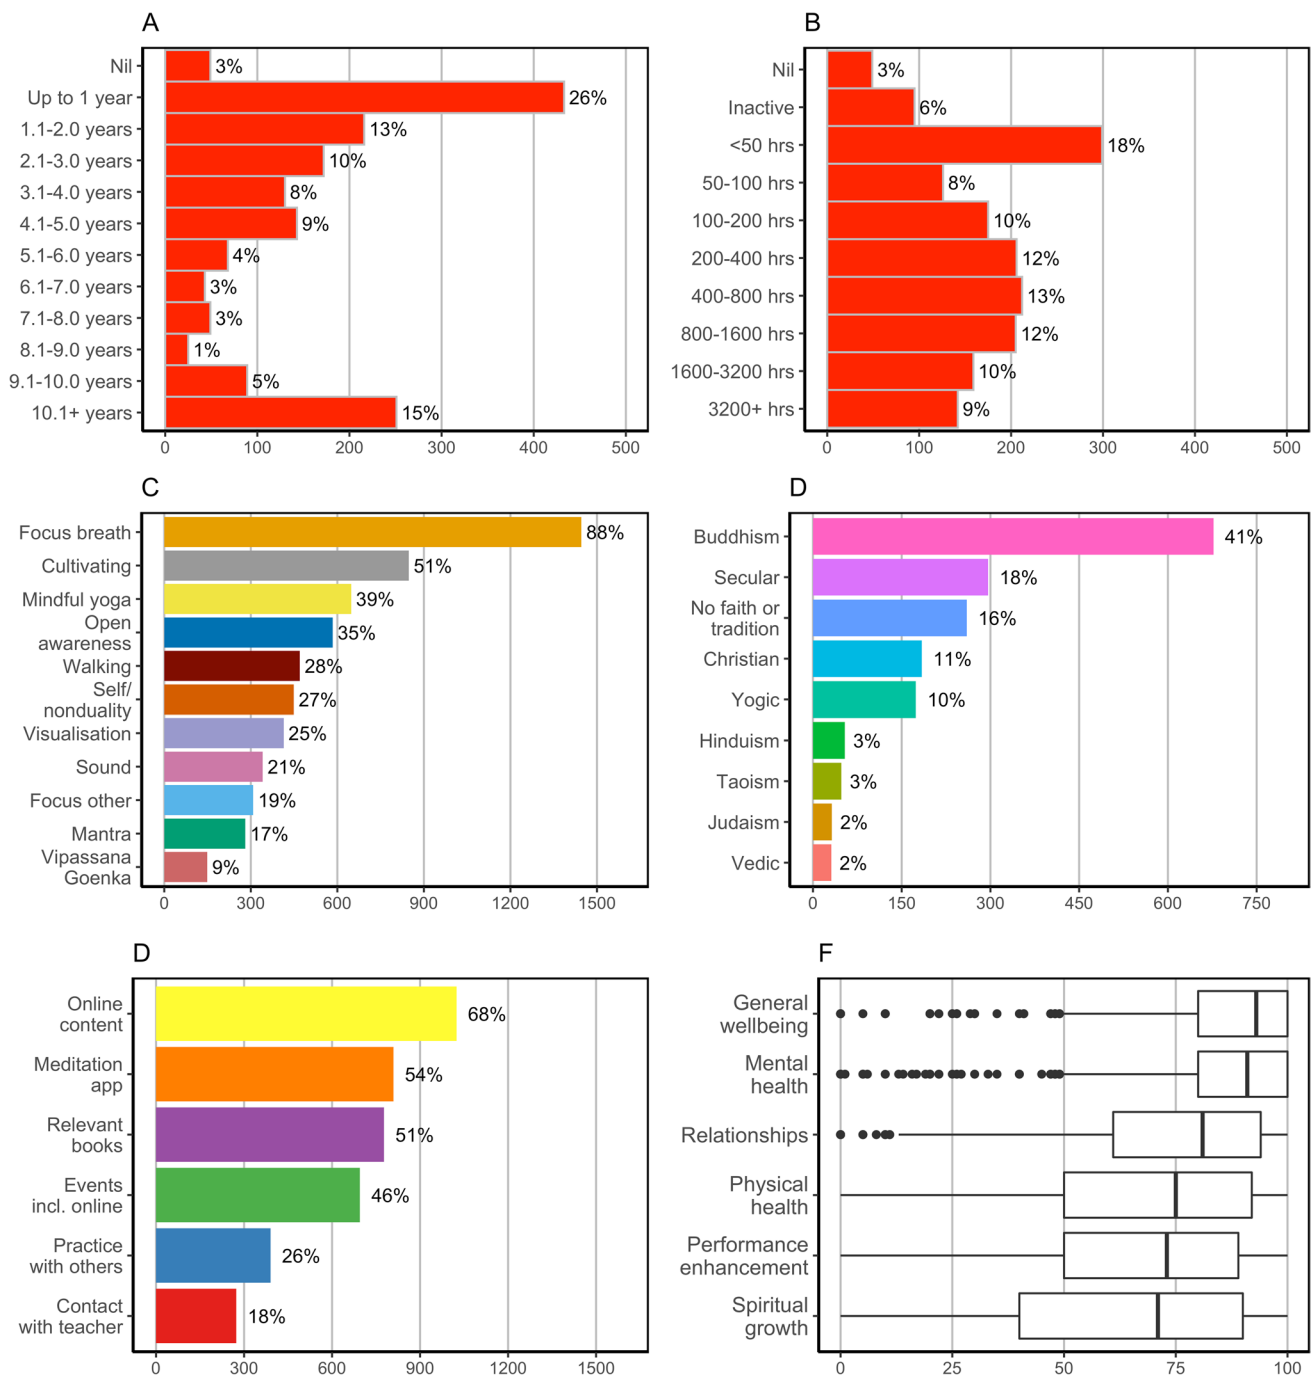 A
Nil
3%
Up to 1 year
26%
1.1-2.0 years
13%
2.1-3.0 years
10%
3.1-4.0 years
8%
4.1-5.0 years
9%
5.1-6.0 years
4%
6.1-7.0 years
3%
7.1-8.0 years
3%
8.1-9.0 years
1%
9.1-10.0 years
5%
10.1+ years
15%
0 100 200 300 400 500
B
Nil
3%
Inactive
6%
<50 hrs
18%
50-100 hrs
8%
100-200 hrs
10%
200-400 hrs
12%
400-800 hrs
13%
800-1600 hrs
12%
1600-3200 hrs
10%
3200+ hrs
9%
0 100 200 300 400 500
C
Focus breath
88%
Cultivating
51%
Mindful yoga
39%
Open
awareness
35%
Walking
28%
Self/
nonduality
27%
Visualisation
25%
Sound
21%
Focus other
19%
Mantra
17%
Vipassana
Goenka
9%
0 300 600 900 1200 1500
D
Buddhism
41%
Secular
18%
No faith or
tradition
16%
Christian
11%
Yogic
10%
Hinduism
3%
Taoism
3%
Judaism
2%
Vedic
2%
0 150 300 450 600 750
D
Online
content
68%
Meditation
app
54%
Relevant
books
51%
Events
incl. online
46%
Practice
with others
26%
Contact
with teacher
18%
0 300 600 900 1200 1500
F
General
wellbeing
Mental
health
Relationships
Physical
health
Performance
enhancement
Spiritual
growth
0 25 50 75 100